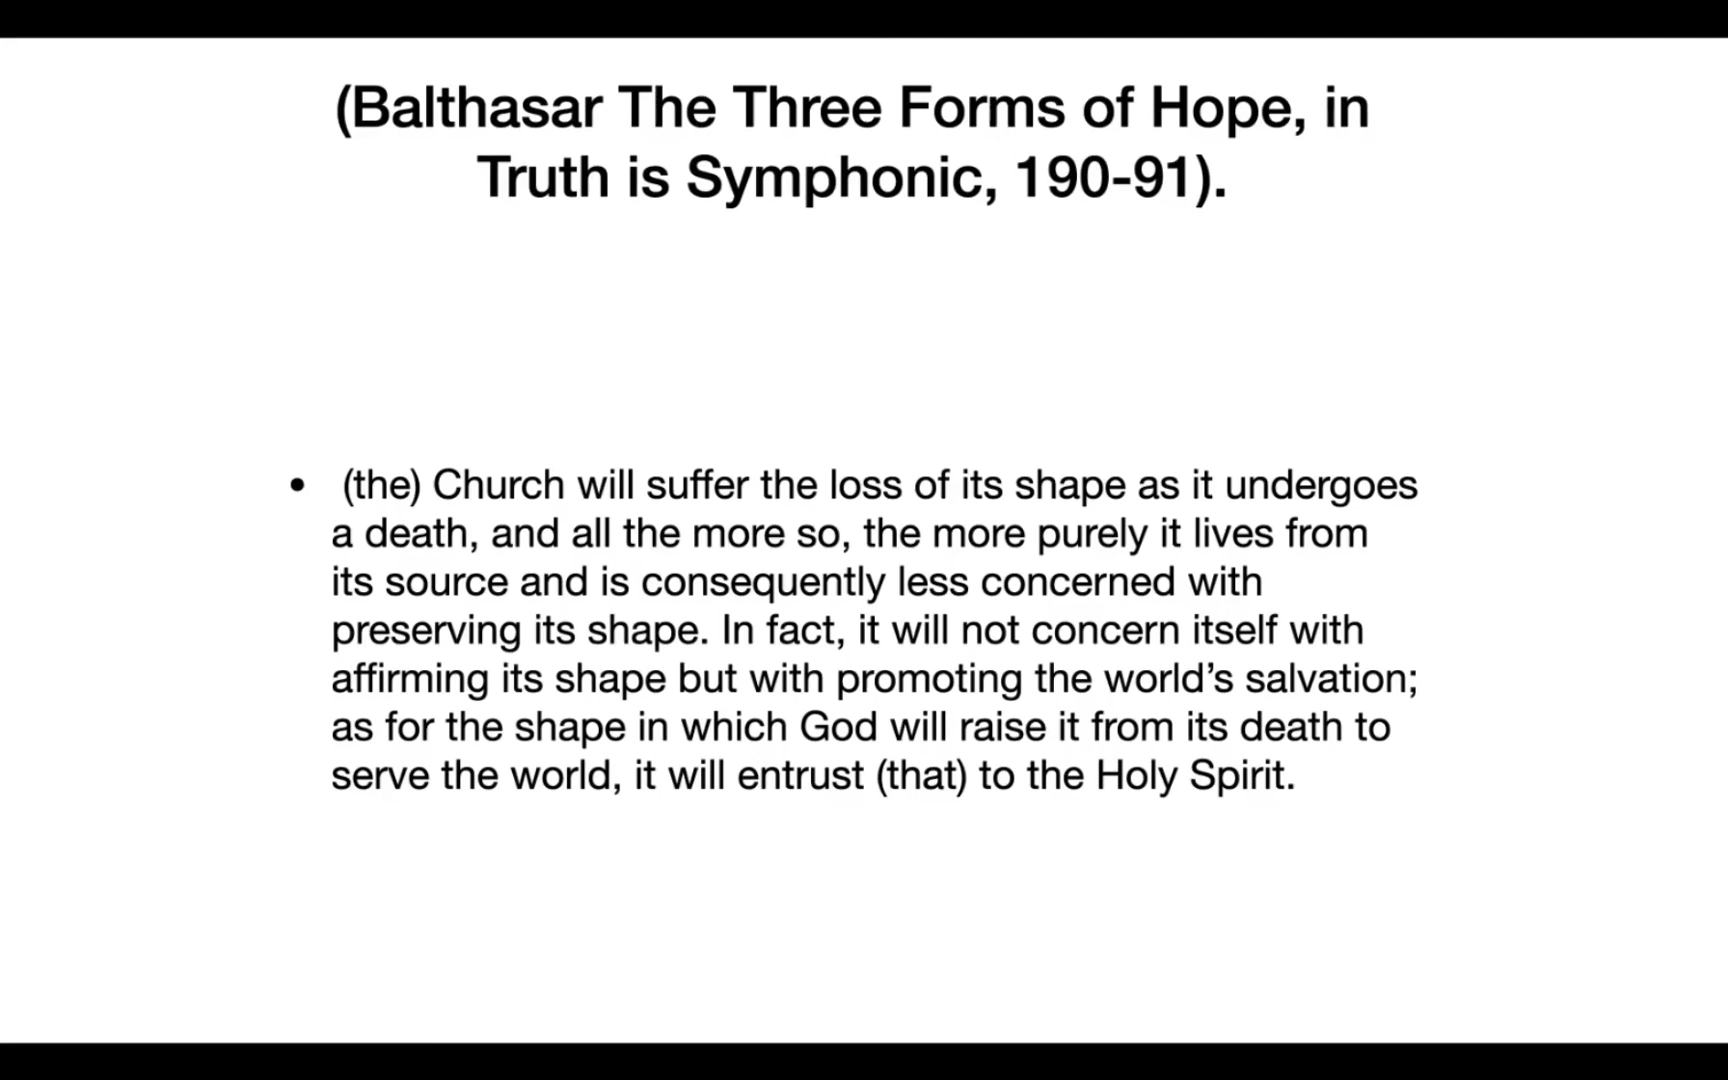 (Balthasar The Three Forms of Hope, in
Truth is Symphonic, 190-91).
• (the) Church will suffer the loss of its shape as it undergoes
a death, and all the more so, the more purely it lives from
its source and is consequently less concerned with
preserving its shape. In fact, it will not concern itself with
affirming its shape but with promoting the world’s salvation;
as for the shape in which God will raise it from its death to
serve the world, it will entrust (that) to the Holy Spirit.